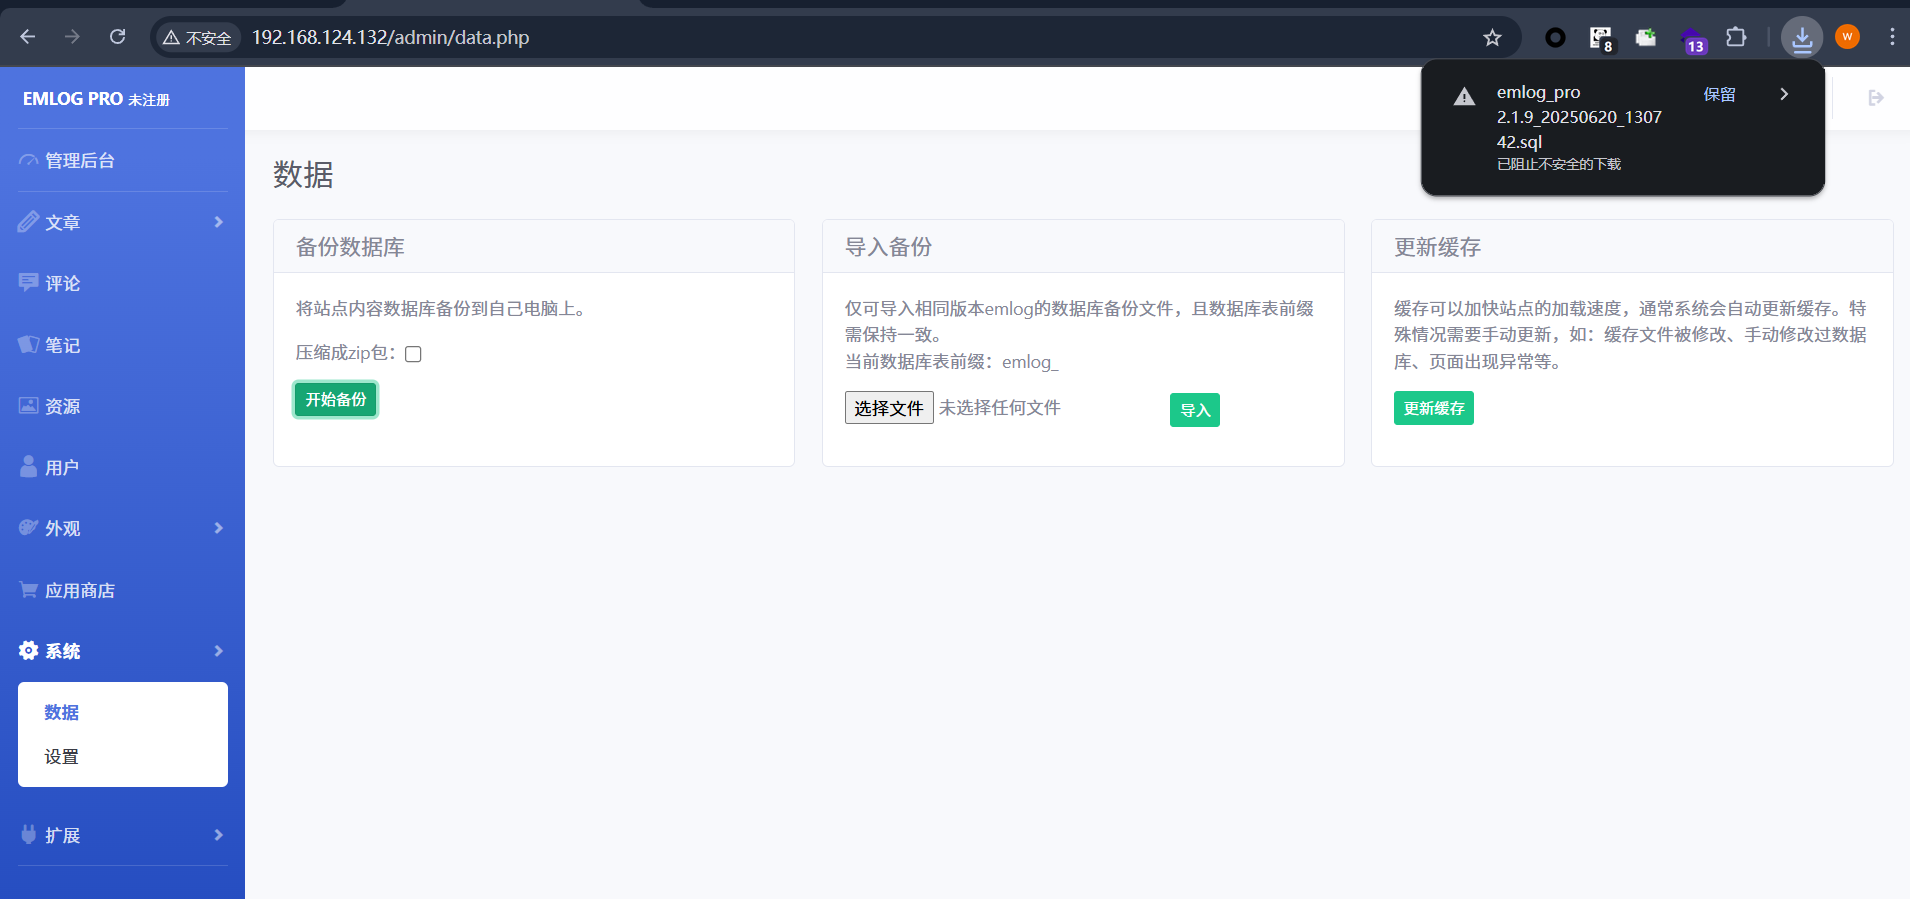 不安全 192.168.124.132/admin/data.php
8
13
W
emlog_pro
2.1.9_20250620_1307
42.sql
已阻止不安全的下载
保留
EMLOG PRO 未注册
管理后台
文章
评论
笔记
资源
用户
外观
应用商店
系统
数据
设置
扩展
数据
备份数据库
将站点内容数据库备份到自己电脑上。
压缩成zip包：
开始备份
导入备份
仅可导入相同版本emlog的数据库备份文件，且数据库表前缀
需保持一致。
当前数据库表前缀：emlog_
选择文件 未选择任何文件
导入
更新缓存
缓存可以加快站点的加载速度，通常系统会自动更新缓存。特
殊情况需要手动更新，如：缓存文件被修改、手动修改过数据
库、页面出现异常等。
更新缓存